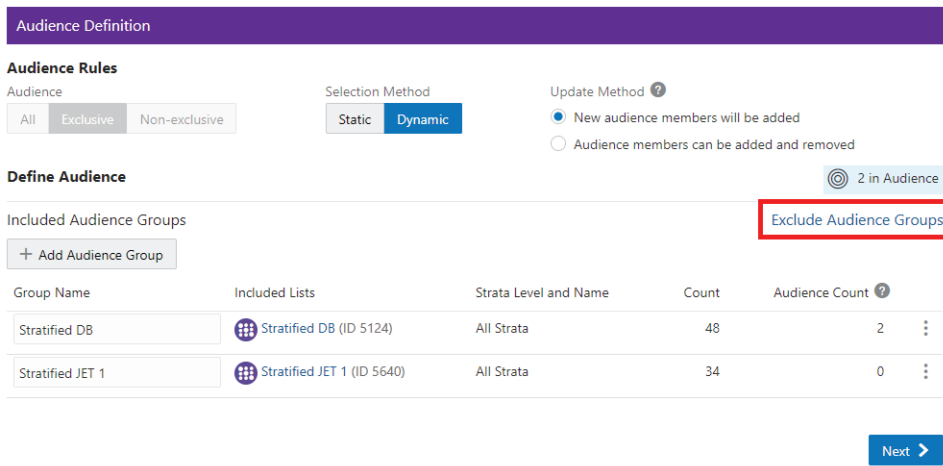 Audience Definition
Audience Rules
Audience
Selection Method
Update Method ?
All Exclusive Non-exclusive
Static Dynamic
New audience members will be added
Audience members can be added and removed
Define Audience
2 in Audience
Included Audience Groups
Exclude Audience Groups
+ Add Audience Group
Group Name Included Lists Strata Level and Name Count Audience Count ?
Stratified DB Stratified DB (ID 5124) All Strata 48 2
Stratified JET 1 Stratified JET 1 (ID 5640) All Strata 34 0
Next